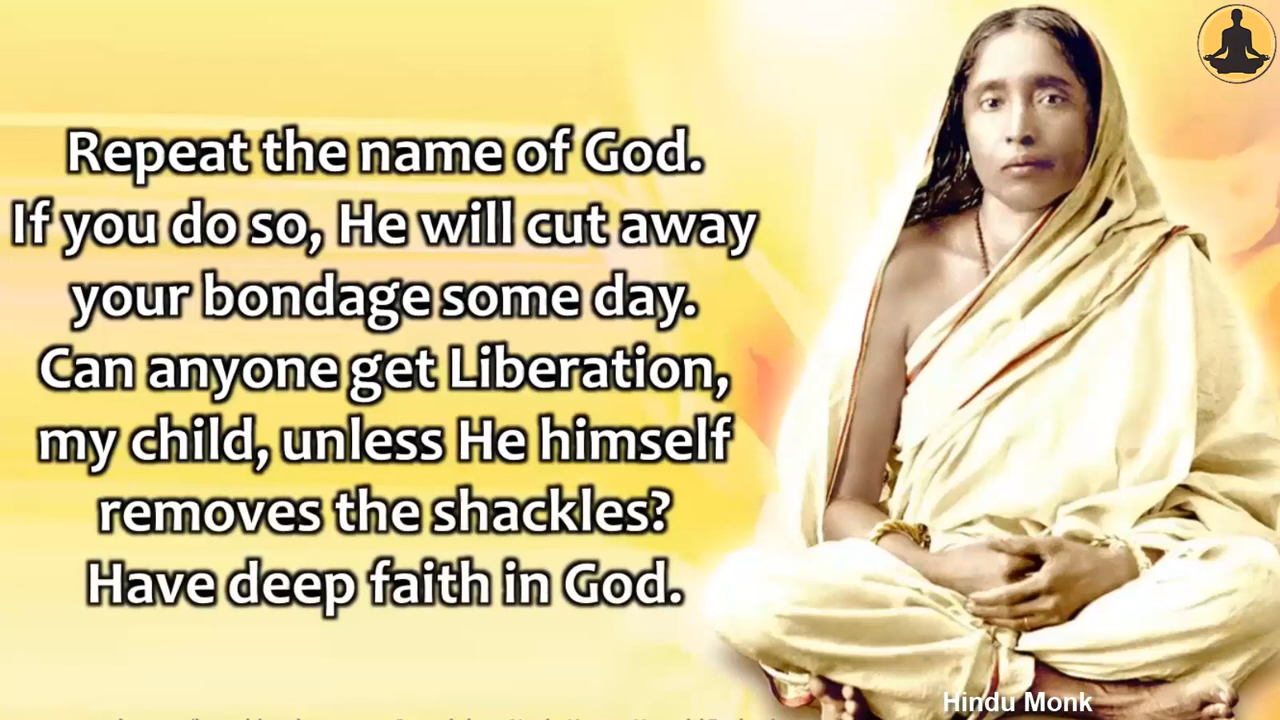 Repeat the name of God.
If you do so, He will cut away
your bondage some day.
Can anyone get Liberation,
my child, unless He himself
removes the shackles?
Have deep faith in God.
Hindu Monk